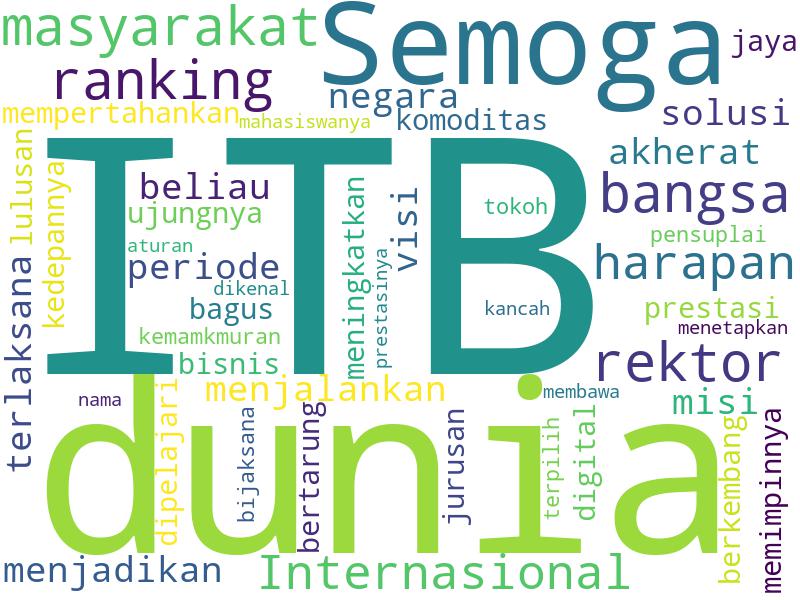 masyarakat
Semoga
jaya
ranking
negara
mempertahankan
mahasiswanya
komoditas
solusi
lulusan
kedepannya
ITB
akherat
beliau
bangsa
ujungnya
meningkatkan
visi
tokoh
aturan
pensuplai
periode
prestasinya
harapan
terlaksana
dikenal
bagus
kancah
prestasi
kemamkmuran
menetapkan
bisnis
rektor
nama
menjalankan
membawa
misi
dunia
dipelajari
bijaksana
bertarung
jurusan
terpilih
digital
berkembang
memimpinnya
menjadikan
Internasional